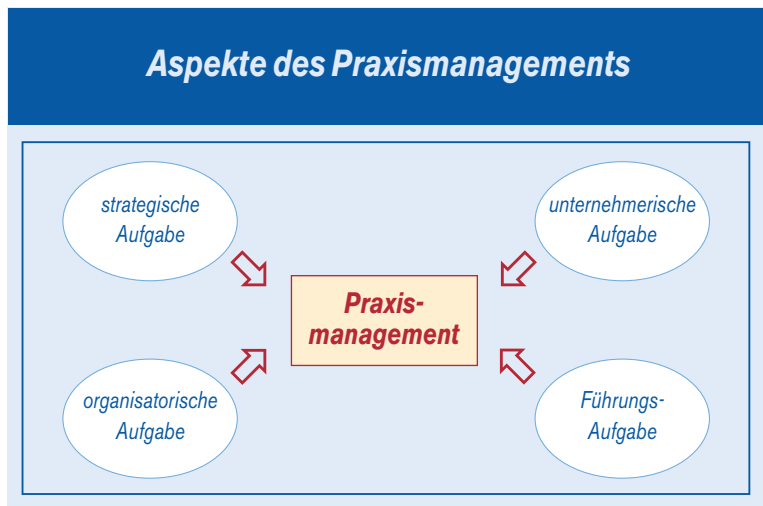 Aspekte des Praxismanagements
strategische
Aufgabe
unternehmerische
Aufgabe
Praxis-
management
organisatorische
Aufgabe
Führungs-
Aufgabe